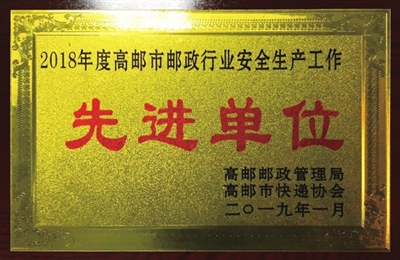 2018年度高邮市邮政行业安全生产工作
先进单位
高邮邮政管理局
高邮市快递协会
二〇一九年一月